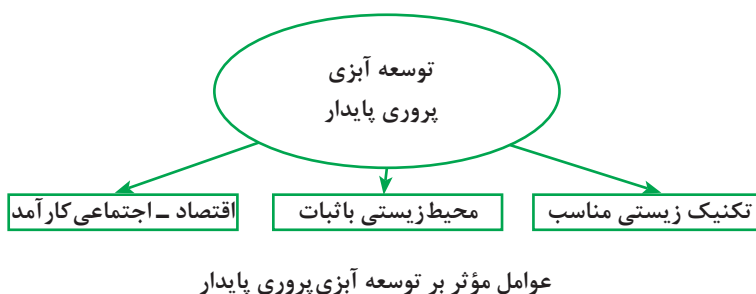 توسعه آبزی
پروری پایدار
تکنیک زیستی مناسب
محیط‌زیستی باثبات
اقتصاد ـ اجتماعی کارآمد
عوامل مؤثر بر توسعه آبزی‌پروری پایدار